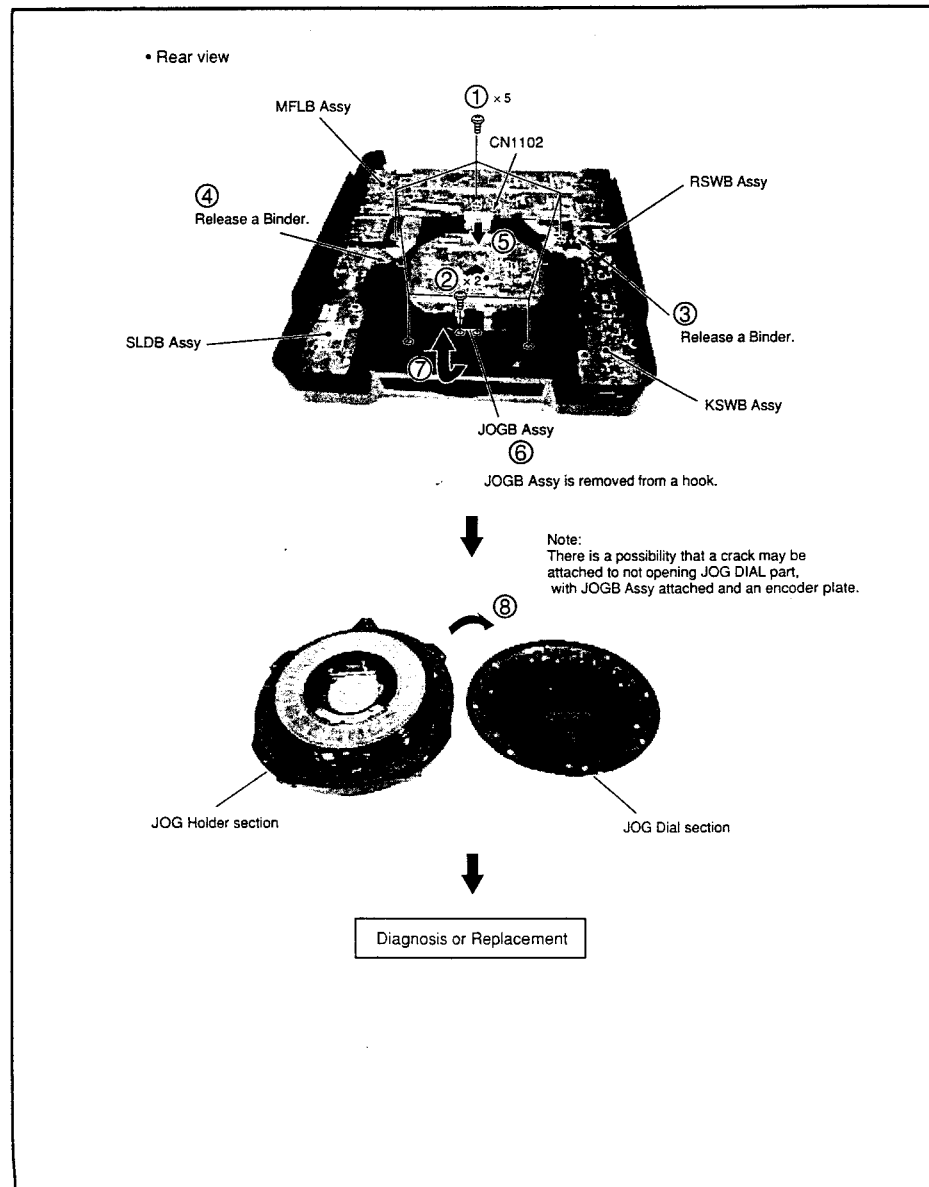 • Rear view
① × 5
MFLB Assy
CN1102
RSWB Assy
④
Release a Binder.
⑤
② × 2
③
Release a Binder.
SLDB Assy
⑦
KSWB Assy
JOGB Assy
⑥
JOGB Assy is removed from a hook.
Note:
There is a possibility that a crack may be
attached to not opening JOG DIAL part,
with JOGB Assy attached and an encoder plate.
⑧
JOG Holder section
JOG Dial section
Diagnosis or Replacement